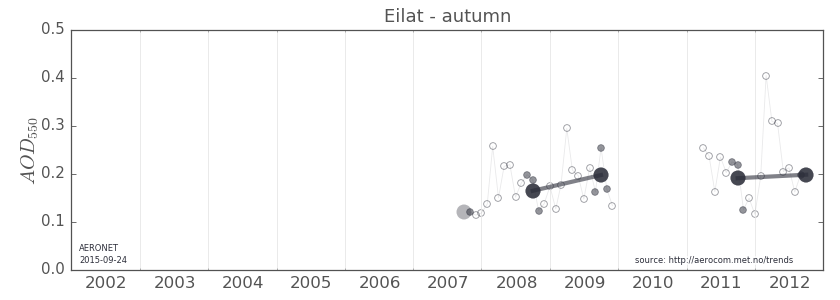 Eilat - autumn
0.5
0.4
0.3
0.2
0.1
0.0
AOD550
AERONET
2015-09-24
source: http://aerocom.met.no/trends
2002 2003 2004 2005 2006 2007 2008 2009 2010 2011 2012